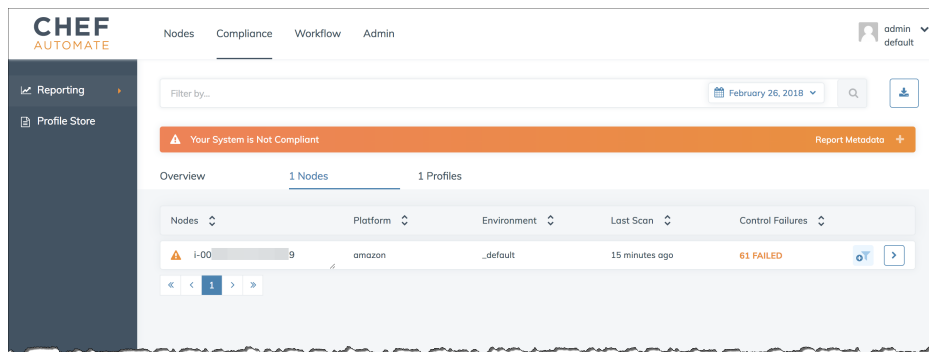 CHEF
AUTOMATE
Nodes Compliance Workflow Admin
admin
default
Reporting
Profile Store
Filter by...
February 26, 2018
Your System is Not Compliant
Report Metadata +
Overview 1 Nodes 1 Profiles
Nodes Platform Environment Last Scan Control Failures
i-00 9 amazon _default 15 minutes ago 61 FAILED
« < 1 > »